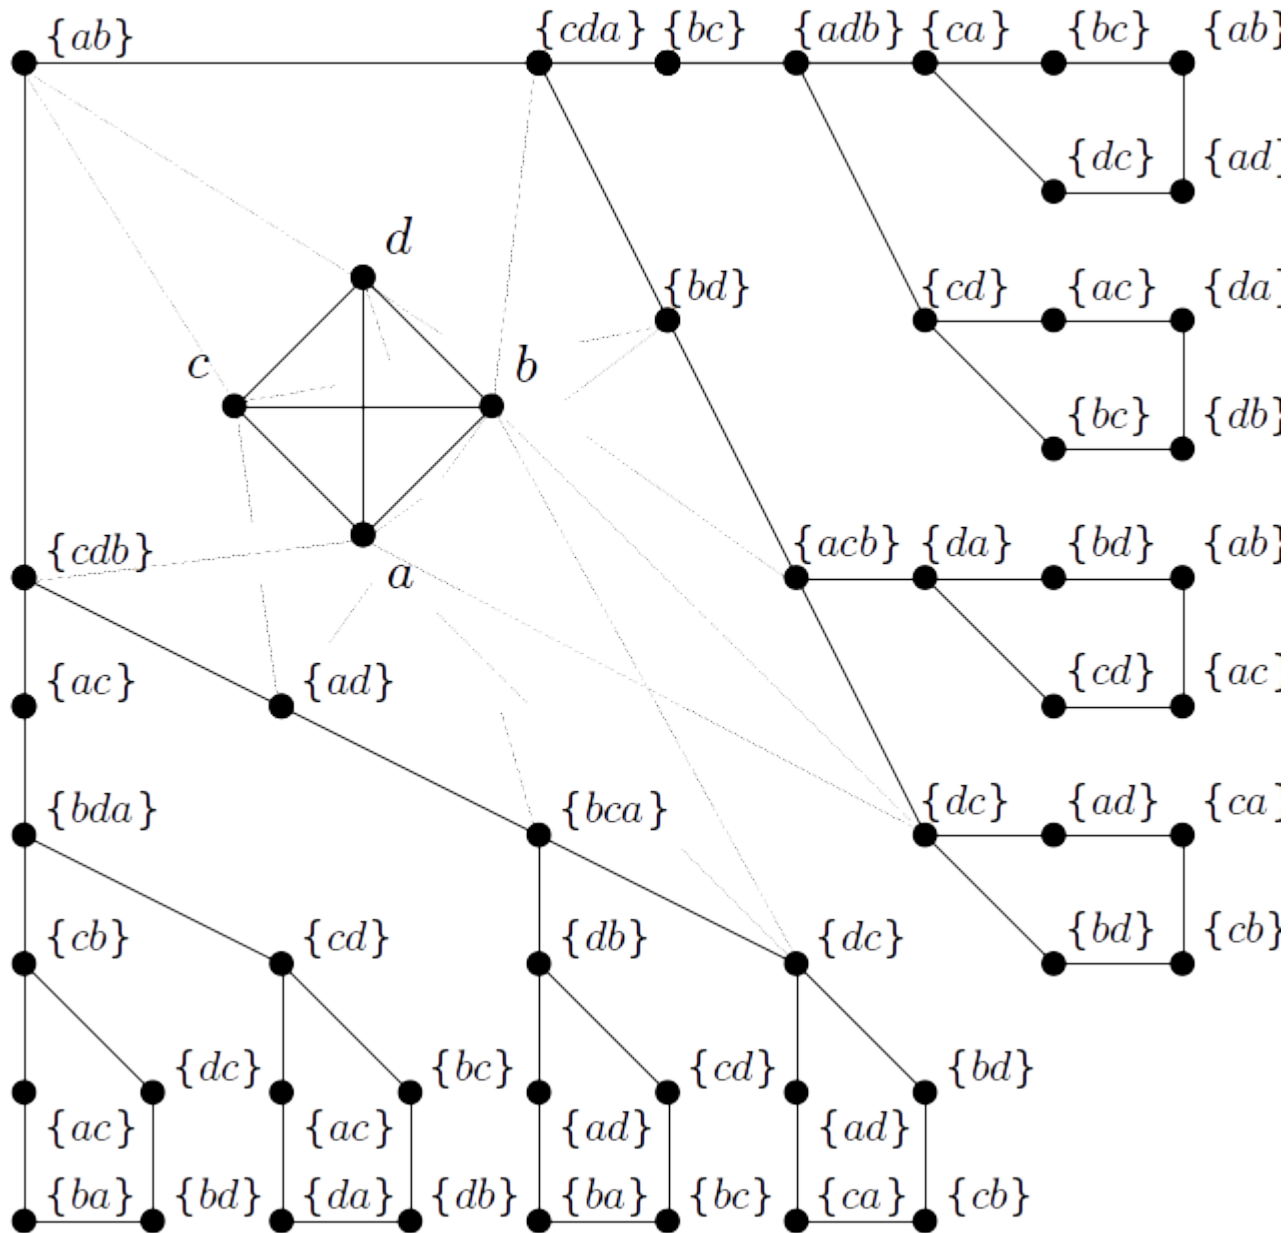 {ab} {cda} {bc} {adb} {ca} {bc} {ab}
{dc} {ad}
d
{bd} {cd} {ac} {da}
c b
{bc} {db}
{cdb} a {acb} {da} {bd} {ab}
{ac} {ad} {cd} {ac}
{bda} {bca} {dc} {ad} {ca}
{cb} {cd} {db} {dc} {bd} {cb}
{dc} {bc} {cd} {bd}
{ac} {ac} {ad} {ad}
{ba} {bd} {da} {db} {ba} {bc} {ca} {cb}